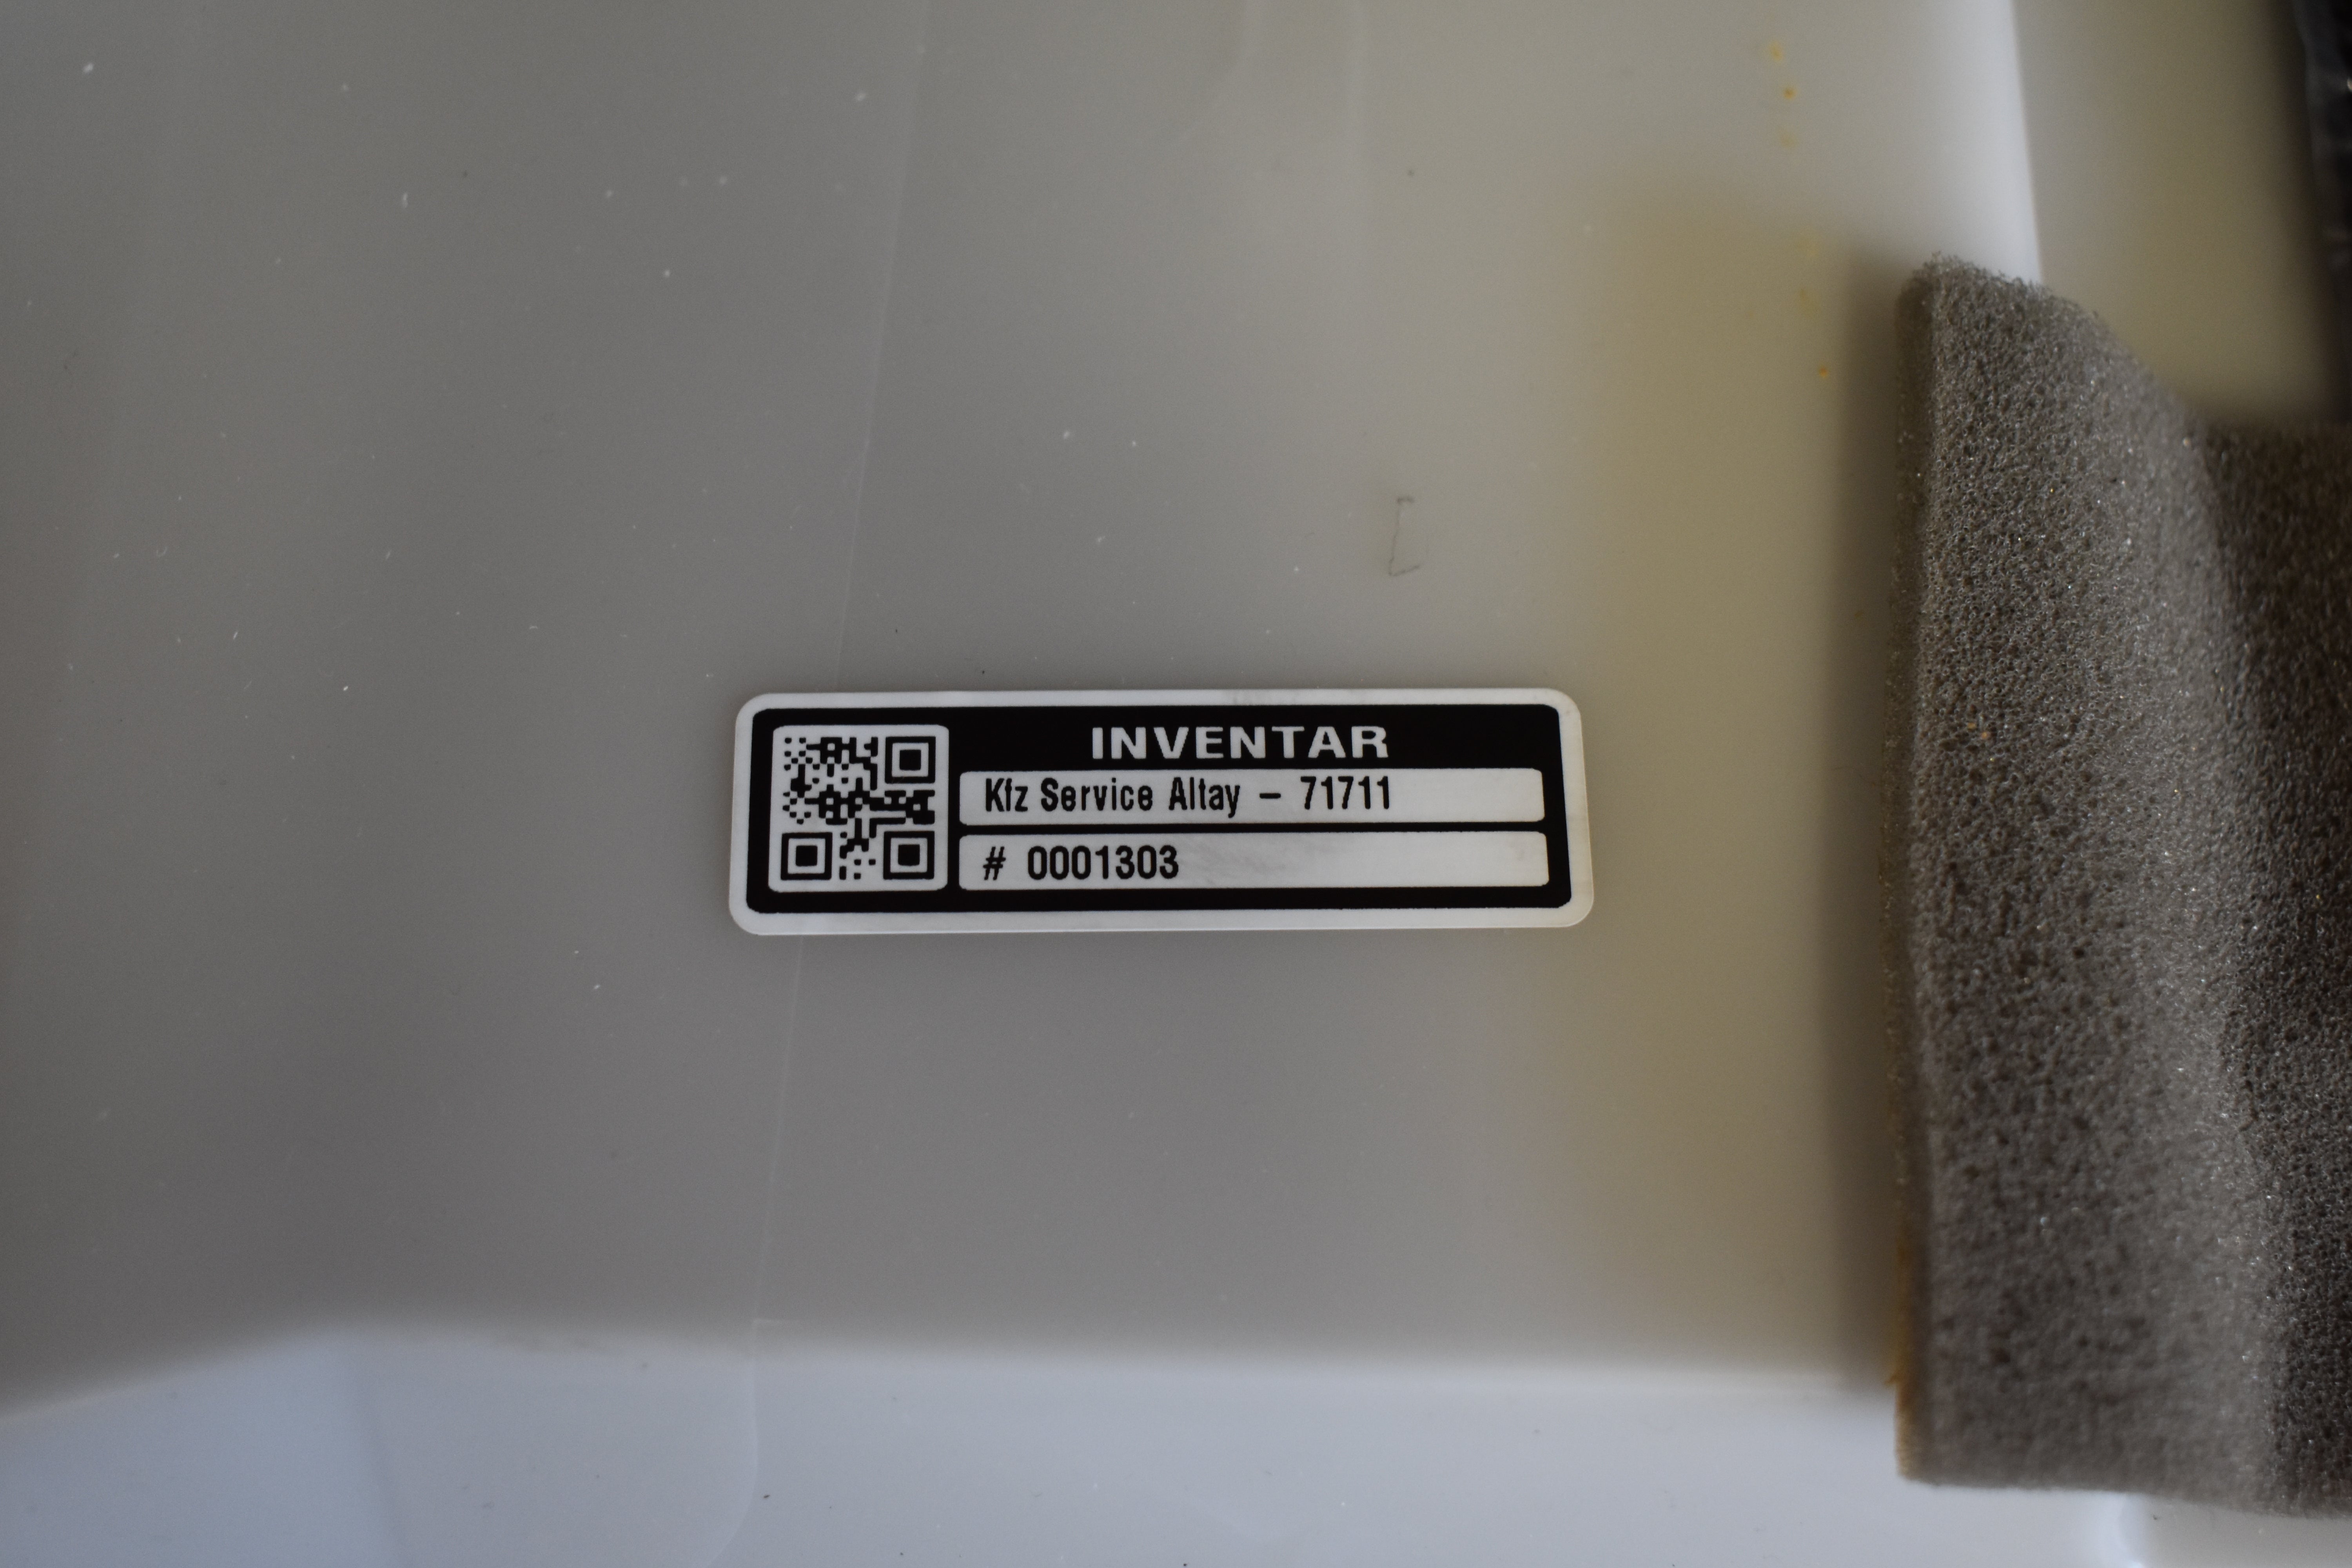 INVENTAR
Kfz Service Altay – 71711
# 0001303